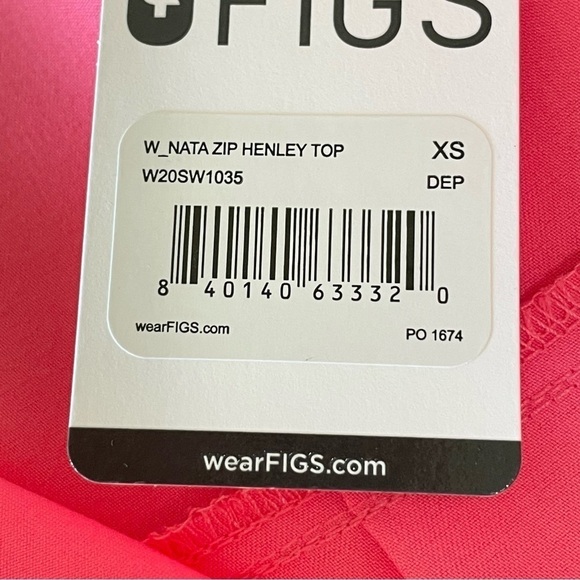 FIGS
W_NATA ZIP HENLEY TOP XS
W20SW1035 DEP
8 40140 63332 0
wearFIGS.com PO 1674
wearFIGS.com